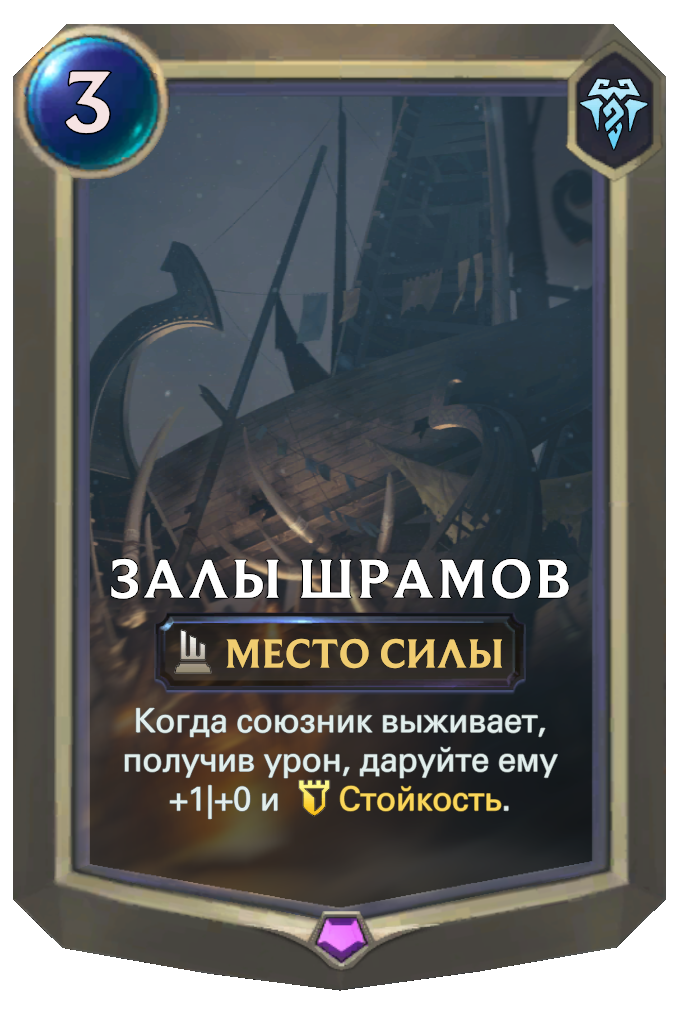 3
ЗАЛЫ ШРАМОВ
МЕСТО СИЛЫ
Когда союзник выживает,
получив урон, даруйте ему
+1|+0 и Стойкость.